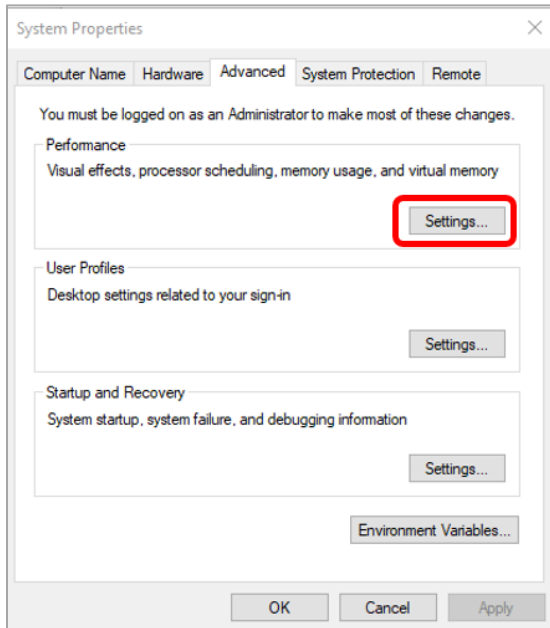 System Properties
Computer Name Hardware Advanced System Protection Remote
You must be logged on as an Administrator to make most of these changes.
Performance
Visual effects, processor scheduling, memory usage, and virtual memory
Settings...
User Profiles
Desktop settings related to your sign-in
Settings...
Startup and Recovery
System startup, system failure, and debugging information
Settings...
Environment Variables...
OK Cancel Apply